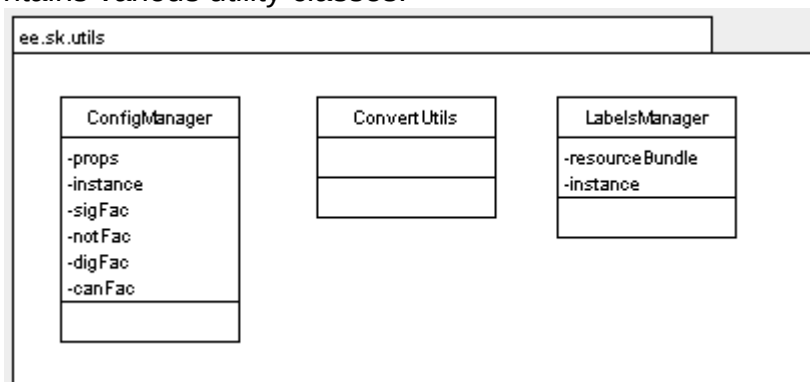 ntains various utility classes.
ee.sk.utils
ConfigManager
-props
-instance
-sigFac
-notFac
-digFac
-canFac
ConvertUtils
LabelsManager
-resourceBundle
-instance